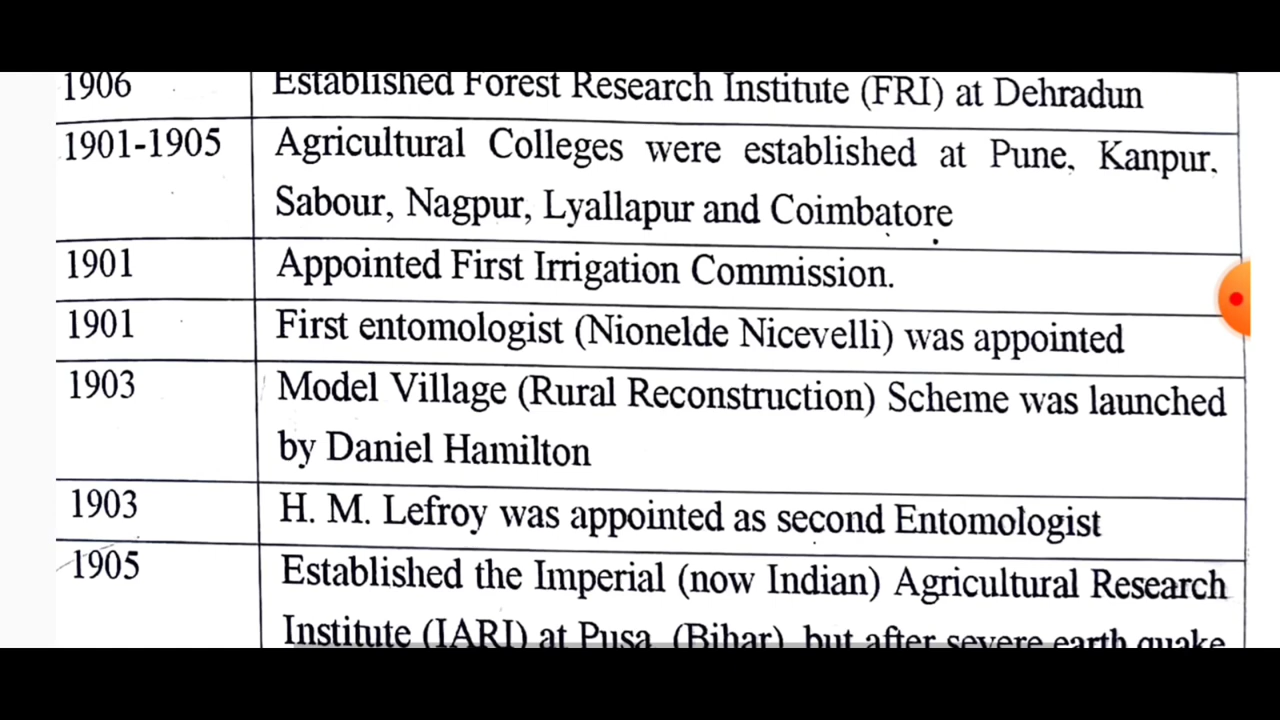 1906 Established Forest Research Institute (FRI) at Dehradun
1901-1905 Agricultural Colleges were established at Pune, Kanpur,
Sabour, Nagpur, Lyallapur and Coimbatore
1901 Appointed First Irrigation Commission.
1901 First entomologist (Nionelde Nicevelli) was appointed
1903 Model Village (Rural Reconstruction) Scheme was launched
by Daniel Hamilton
1903 H. M. Lefroy was appointed as second Entomologist
1905 Established the Imperial (now Indian) Agricultural Research
Institute (IARI) at Pusa (Bihar) but after severe earth quake